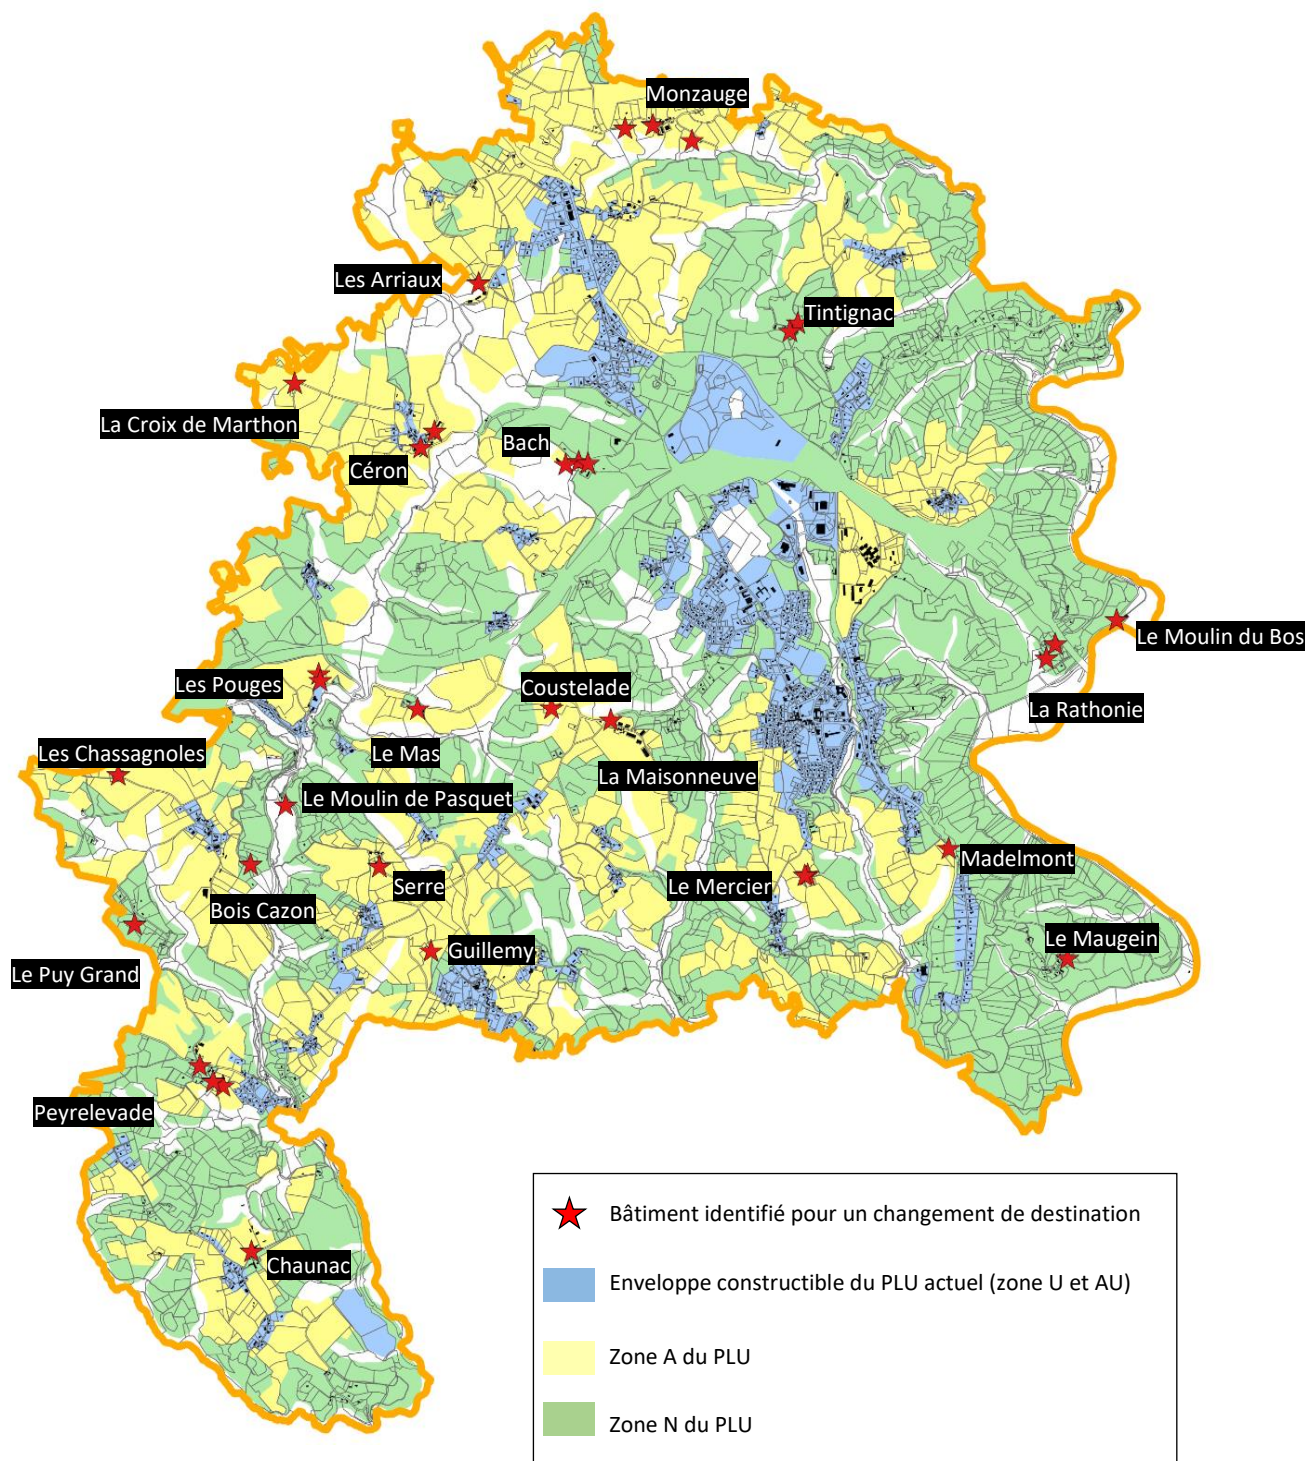 Monzauge
Les Arriaux
Tintignac
La Croix de Marthon
Bach
Céron
Le Moulin du Bos
Les Pouges
Coustelade
La Rathonie
Les Chassagnoles
Le Mas
La Maisonneuve
Le Moulin de Pasquet
Madelmont
Serre
Le Mercier
Bois Cazon
Le Maugein
Guillemy
Le Puy Grand
Peyrelevade
Chaunac
Bâtiment identifié pour un changement de destination
Enveloppe constructible du PLU actuel (zone U et AU)
Zone A du PLU
Zone N du PLU